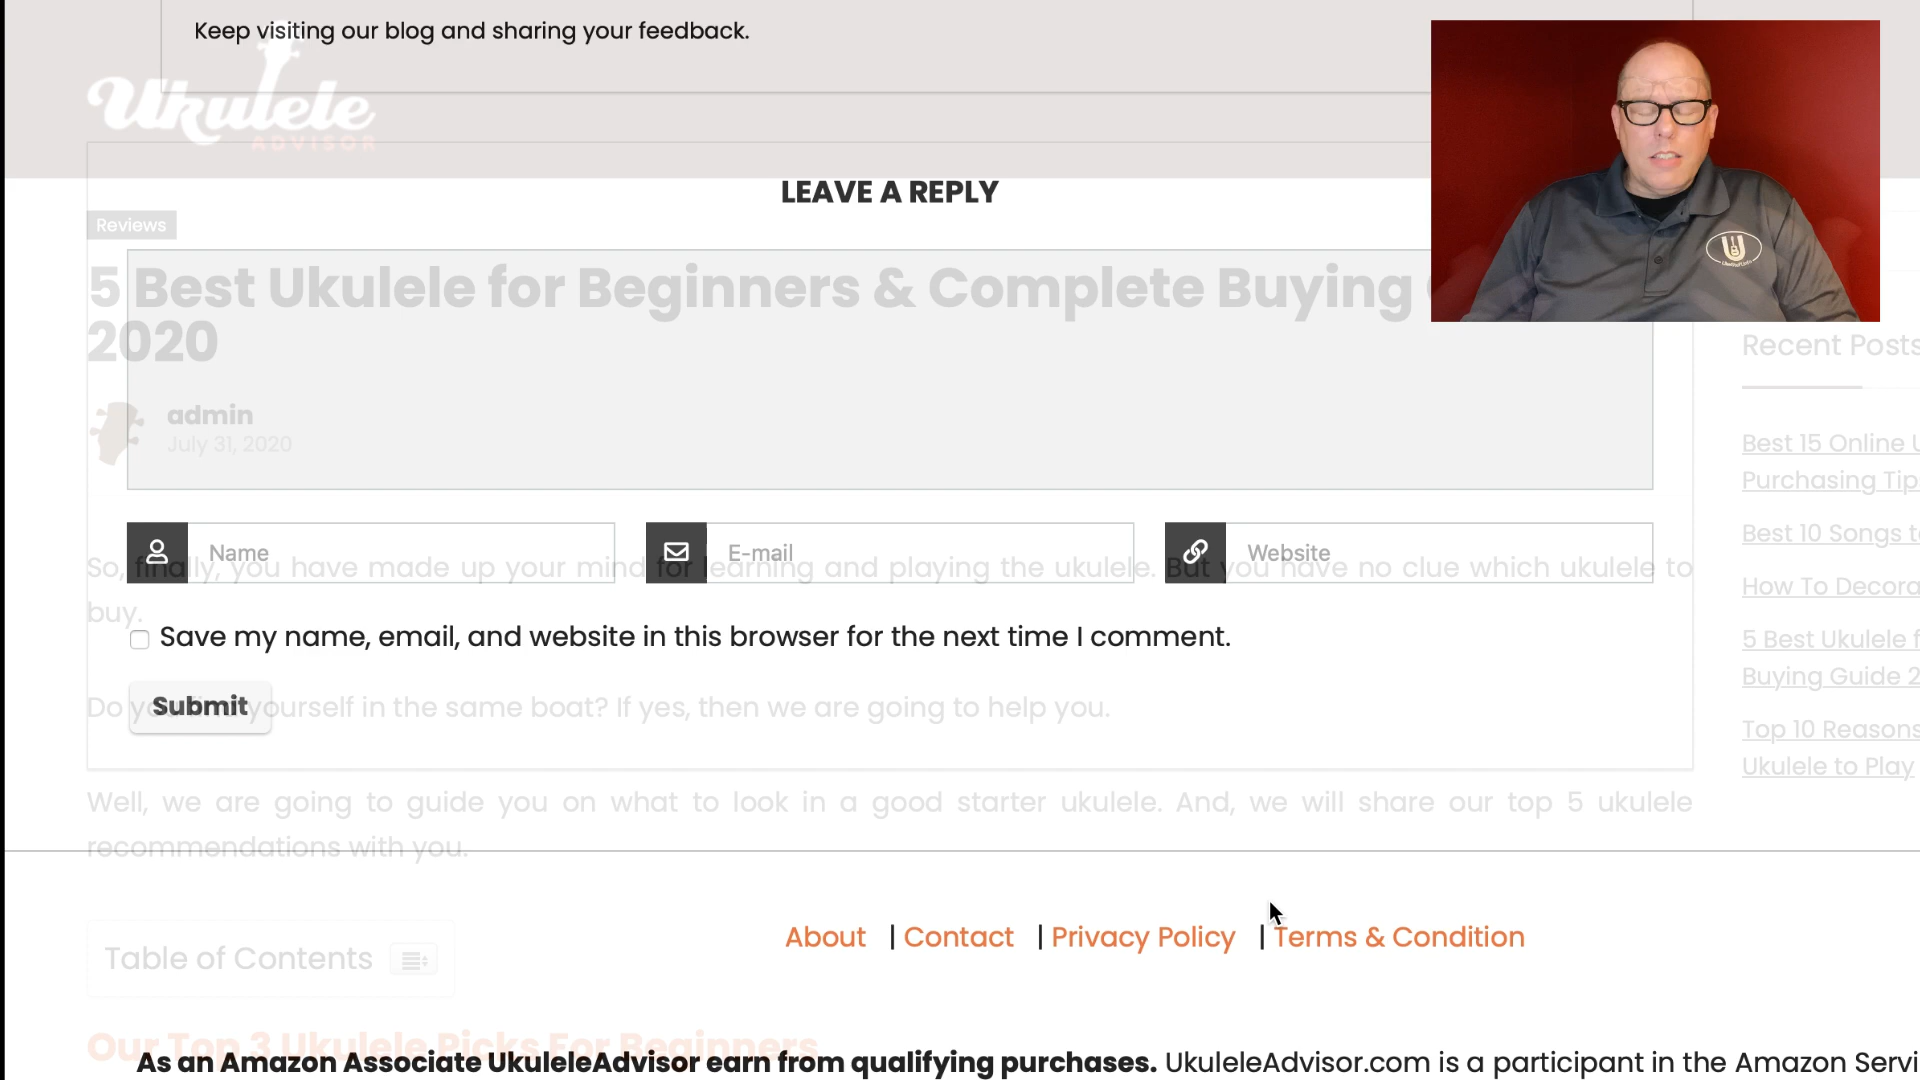 Keep visiting our blog and sharing your feedback.
Ukulele
ADVISOR
LEAVE A REPLY
Reviews
5 Best Ukulele for Beginners & Complete Buying
2020
admin
July 31, 2020
Recent Posts
Best 15 Online
Purchasing
Best 10 Songs
How To
5 Best Ukulele
Buying Guide
Top 10 Reasons
Ukulele to Play
Name
E-mail
Website
So, finally, you have made up your mind for learning and playing the ukulele. But you have no clue which ukulele to
buy.
Save my name, email, and website in this browser for the next time I comment.
Submit
Do you find yourself in the same boat? If yes, then we are going to help you.
Well, we are going to guide you on what to look in a good starter ukulele. And, we will share our top 5 ukulele
recommendations with you.
About | Contact | Privacy Policy | Terms & Condition
Table of Contents
Our Top 3 Ukulele Picks For Beginners
As an Amazon Associate UkuleleAdvisor earn from qualifying purchases. UkuleleAdvisor.com is a participant in the Amazon